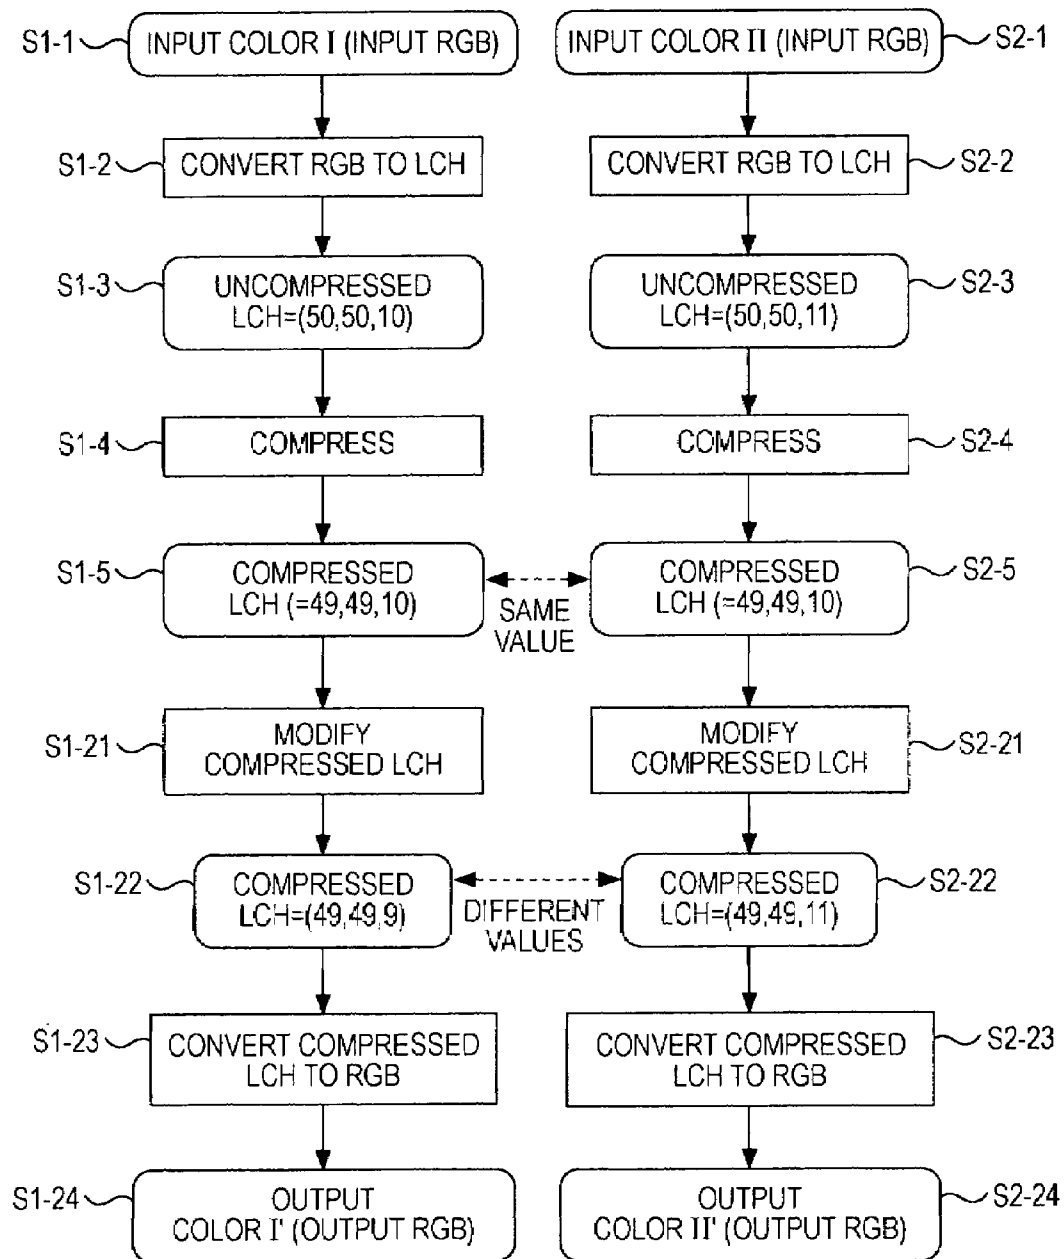 S1-1
INPUT COLOR I (INPUT RGB)
INPUT COLOR II (INPUT RGB)
S2-1
S1-2
CONVERT RGB TO LCH
CONVERT RGB TO LCH
S2-2
S1-3
UNCOMPRESSED
LCH=(50,50,10)
UNCOMPRESSED
LCH=(50,50,11)
S2-3
S1-4
COMPRESS
COMPRESS
S2-4
S1-5
COMPRESSED
LCH (=49,49,10)
SAME
VALUE
COMPRESSED
LCH (=49,49,10)
S2-5
S1-21
MODIFY
COMPRESSED LCH
MODIFY
COMPRESSED LCH
S2-21
S1-22
COMPRESSED
LCH=(49,49,9)
DIFFERENT
VALUES
COMPRESSED
LCH=(49,49,11)
S2-22
S1-23
CONVERT COMPRESSED
LCH TO RGB
CONVERT COMPRESSED
LCH TO RGB
S2-23
S1-24
OUTPUT
COLOR I' (OUTPUT RGB)
OUTPUT
COLOR II' (OUTPUT RGB)
S2-24